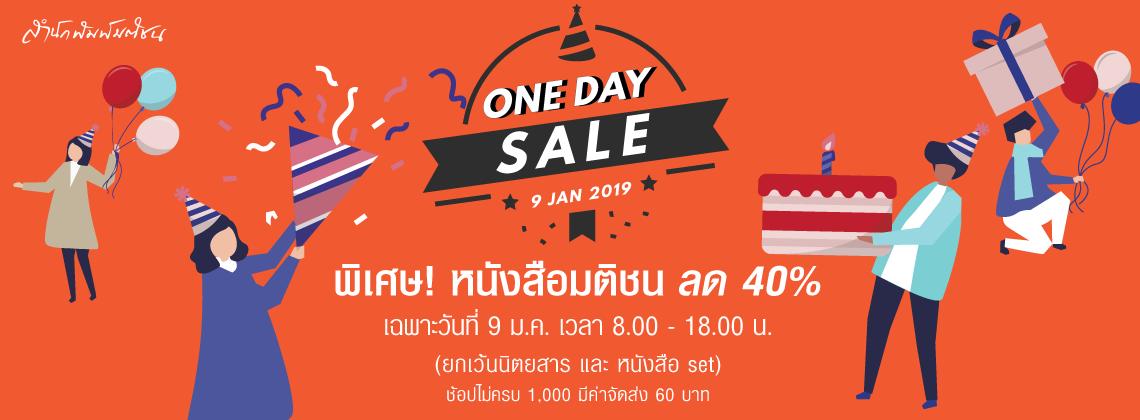 สำนักพิมพ์มติชน
ONE DAY
SALE
9 JAN 2019
พิเศษ! หนังสือมติชน ลด 40%
เฉพาะวันที่ 9 ม.ค. เวลา 8.00 - 18.00 น.
(ยกเว้นนิตยสาร และ หนังสือ set)
ช้อปไม่ครบ 1,000 มีค่าจัดส่ง 60 บาท